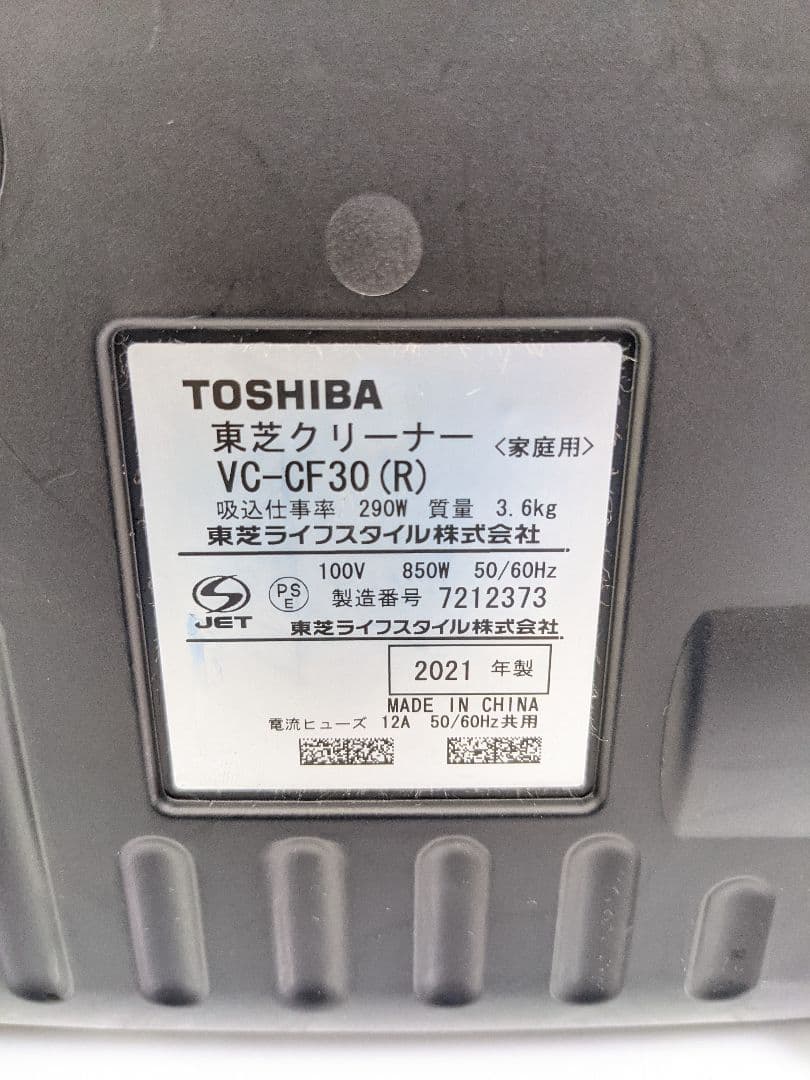 TOSHIBA
東芝クリーナー 〈家庭用〉
VC-CF30(R)
吸込仕事率 290W 質量 3.6kg
東芝ライフスタイル株式会社
100V 850W 50/60Hz
JET PS E 製造番号 7212373
東芝ライフスタイル株式会社
2021 年製
MADE IN CHINA
電流ヒューズ 12A 50/60Hz共用